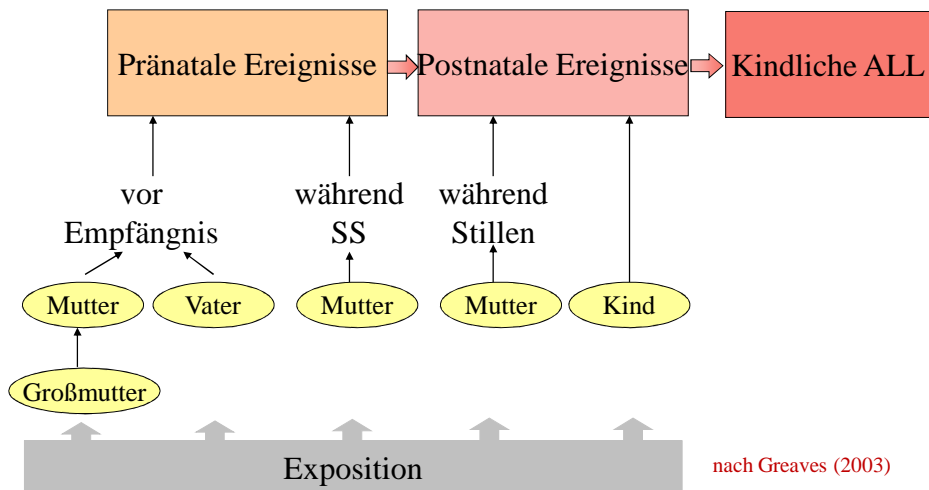 Pränatale Ereignisse
Postnatale Ereignisse
Kindliche ALL
vor
Empfängnis
während
SS
während
Stillen
Mutter
Vater
Mutter
Mutter
Kind
Großmutter
Exposition
nach Greaves (2003)